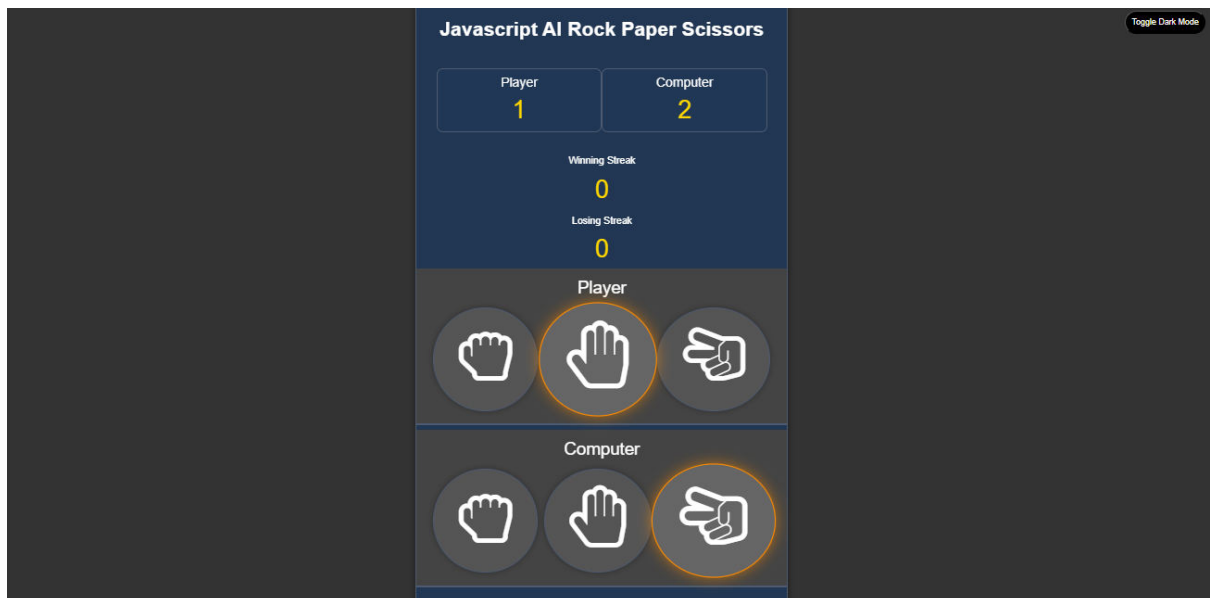 Javascript AI Rock Paper Scissors
Toggle Dark Mode
Player
Computer
1
2
Winning Streak
0
Losing Streak
0
Player
Computer